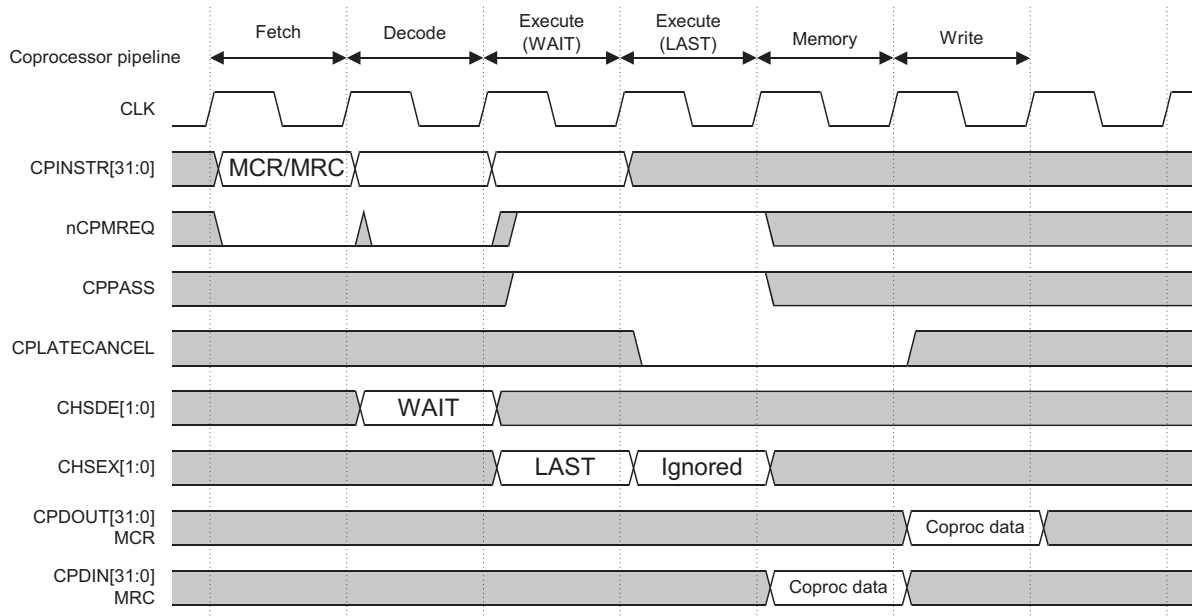 Fetch
Decode
Execute
(WAIT)
Execute
(LAST)
Memory
Write
Coprocessor pipeline
CLK
CPINSTR[31:0]
MCR/MRC
nCPMREQ
CPPASS
CPLATECANCEL
CHSDE[1:0]
WAIT
CHSEX[1:0]
LAST
Ignored
CPDOUT[31:0]
MCR
Coproc data
CPDIN[31:0]
MRC
Coproc data